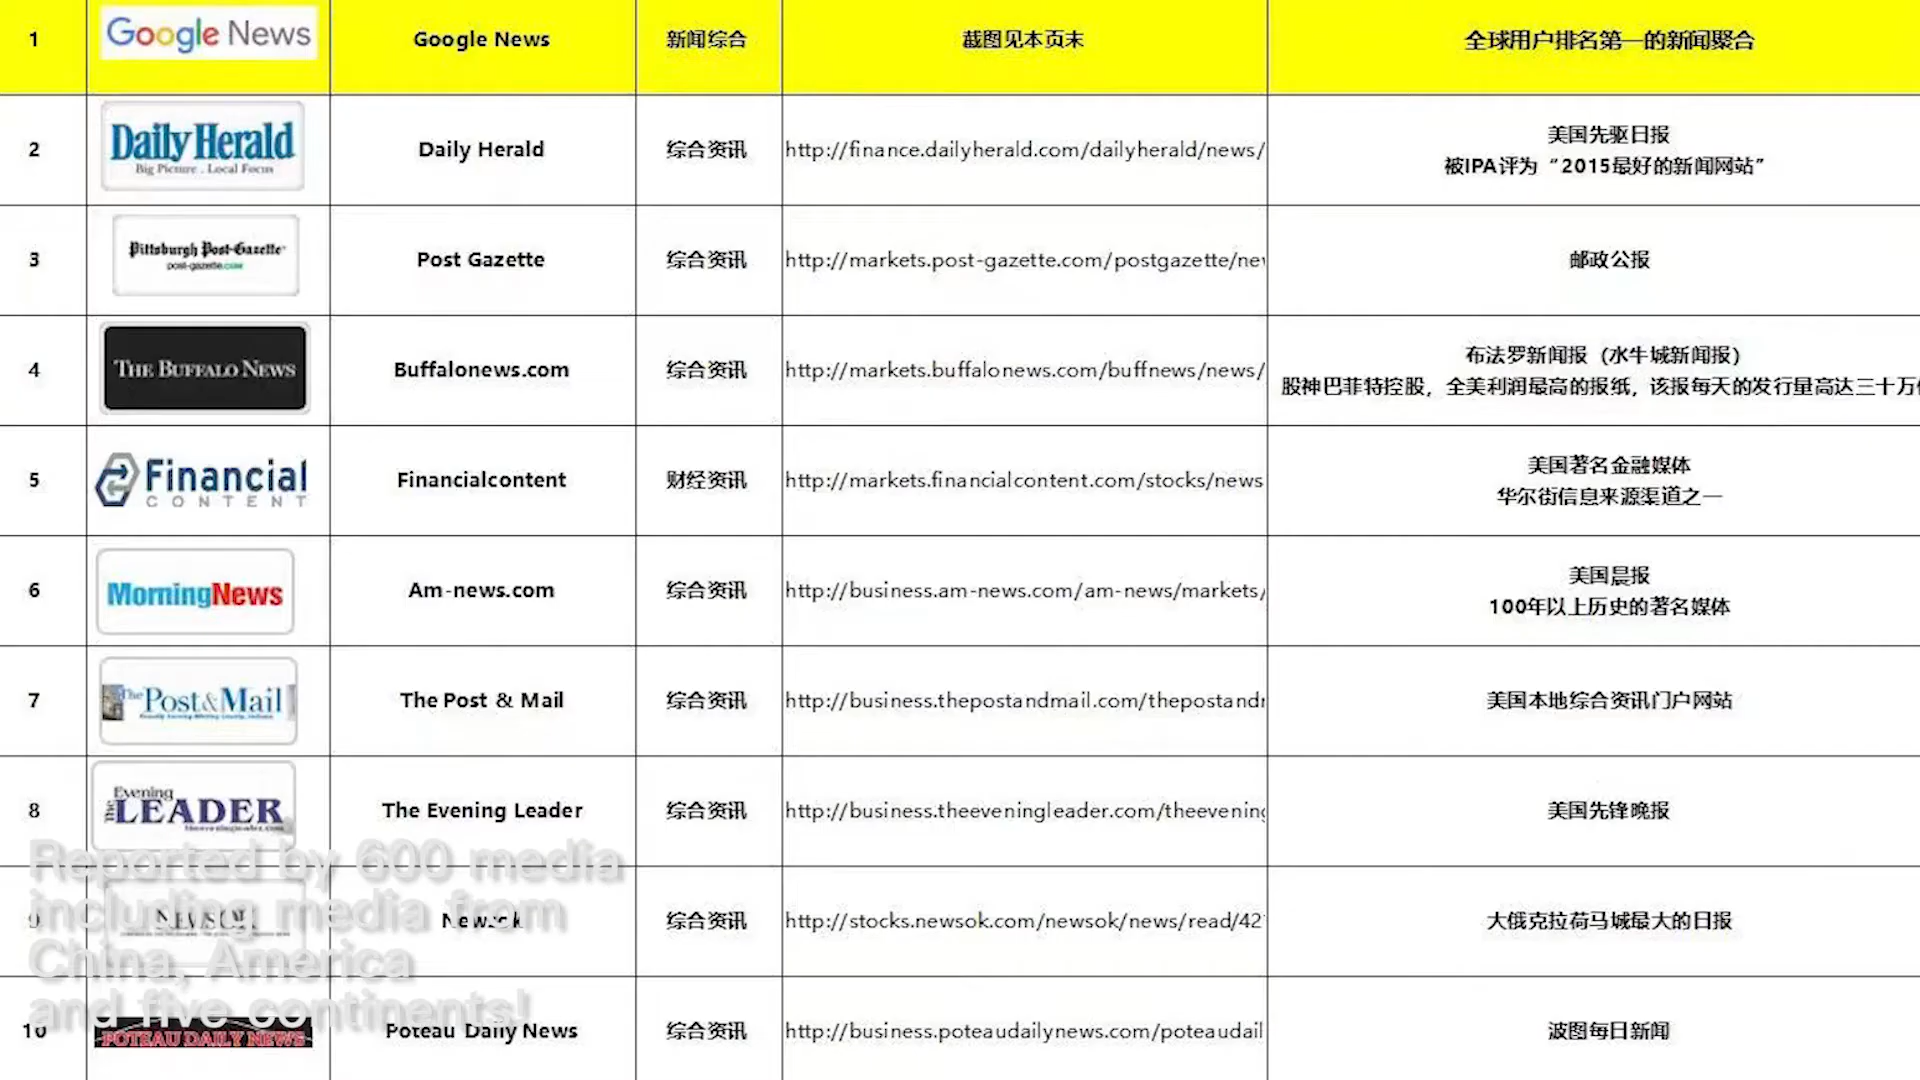 1 Google News Google News 新闻综合 截图见本页末 全球用户排名第一的新闻聚合
2 Daily Herald Big Picture . Local Focus Daily Herald 综合资讯 http://finance.dailyherald.com/dailyherald/news/ 美国先驱日报
被IPA评为“2015最好的新闻网站”
3 Pittsburgh Post-Gazette post-gazette.com Post Gazette 综合资讯 http://markets.post-gazette.com/postgazette/nev 邮政公报
4 THE BUFFALO NEWS Buffalonews.com 综合资讯 http://markets.buffalonews.com/buffnews/news/ 布法罗新闻报（水牛城新闻报）
股神巴菲特控股，全美利润最高的报纸，该报每天的发行量高达三十万
5 Financial CONTENT Financialcontent 财经资讯 http://markets.financialcontent.com/stocks/news 美国著名金融媒体
华尔街信息来源渠道之一
6 MorningNews Am-news.com 综合资讯 http://business.am-news.com/am-news/markets/ 美国晨报
100年以上历史的著名媒体
7 The Post&Mail The Post & Mail 综合资讯 http://business.thepostandmail.com/thepostandr 美国本地综合资讯门户网站
8 The Evening LEADER theeveningleader.com The Evening Leader 综合资讯 http://business.theeveningleader.com/theevening 美国先锋晚报
9 NEWSOK Newsok 综合资讯 http://stocks.newsok.com/newsok/news/read/42 大俄克拉荷马城最大的日报
10 POTEAU DAILY NEWS Poteau Daily News 综合资讯 http://business.poteaudailynews.com/poteaudail 波图每日新闻
Reported by 600 media
including media from
China, America
and five continents!